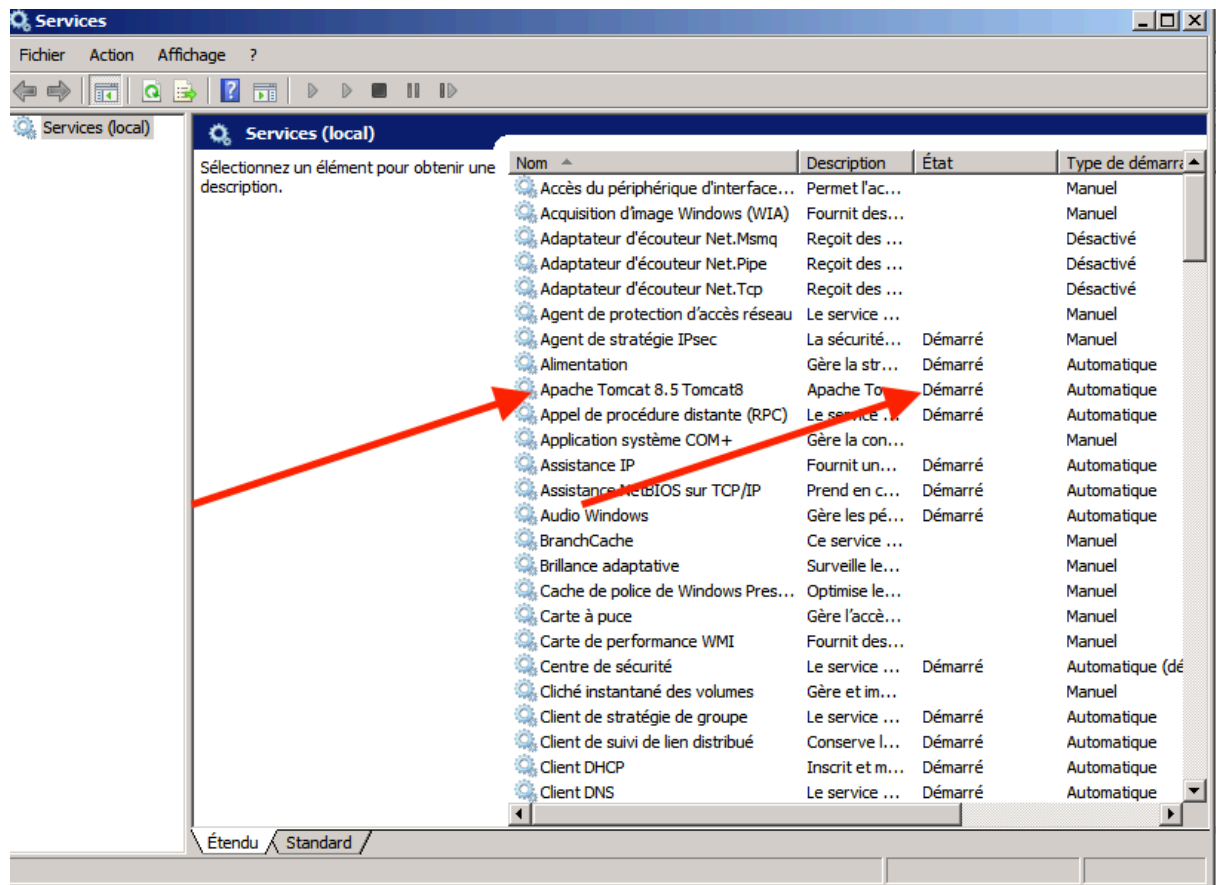 Services
Fichier Action Affichage ?
Services (local)
Services (local)
Sélectionnez un élément pour obtenir une
description.
Nom Description État Type de démarra
Accès du périphérique d'interface... Permet l'ac... Manuel
Acquisition d'image Windows (WIA) Fournit des... Manuel
Adaptateur d'écouteur Net.Msmq Reçoit des ... Désactivé
Adaptateur d'écouteur Net.Pipe Reçoit des ... Désactivé
Adaptateur d'écouteur Net.Tcp Reçoit des ... Désactivé
Agent de protection d'accès réseau Le service ... Manuel
Agent de stratégie IPsec La sécurité... Démarré Manuel
Alimentation Gère la str... Démarré Automatique
Apache Tomcat 8.5 Tomcat8 Apache To Démarré Automatique
Appel de procédure distante (RPC) Le service ... Démarré Automatique
Application système COM+ Gère la con... Manuel
Assistance IP Fournit un... Démarré Automatique
Assistance NetBIOS sur TCP/IP Prend en c... Démarré Automatique
Audio Windows Gère les pé... Démarré Automatique
BranchCache Ce service ... Manuel
Brillance adaptative Surveille le... Manuel
Cache de police de Windows Pres... Optimise le... Manuel
Carte à puce Gère l'accè... Manuel
Carte de performance WMI Fournit des... Manuel
Centre de sécurité Le service ... Démarré Automatique (dé
Cliché instantané des volumes Gère et im... Manuel
Client de stratégie de groupe Le service ... Démarré Automatique
Client de suivi de lien distribué Conserve l... Démarré Automatique
Client DHCP Inscrit et m... Démarré Automatique
Client DNS Le service ... Démarré Automatique
Étendu Standard